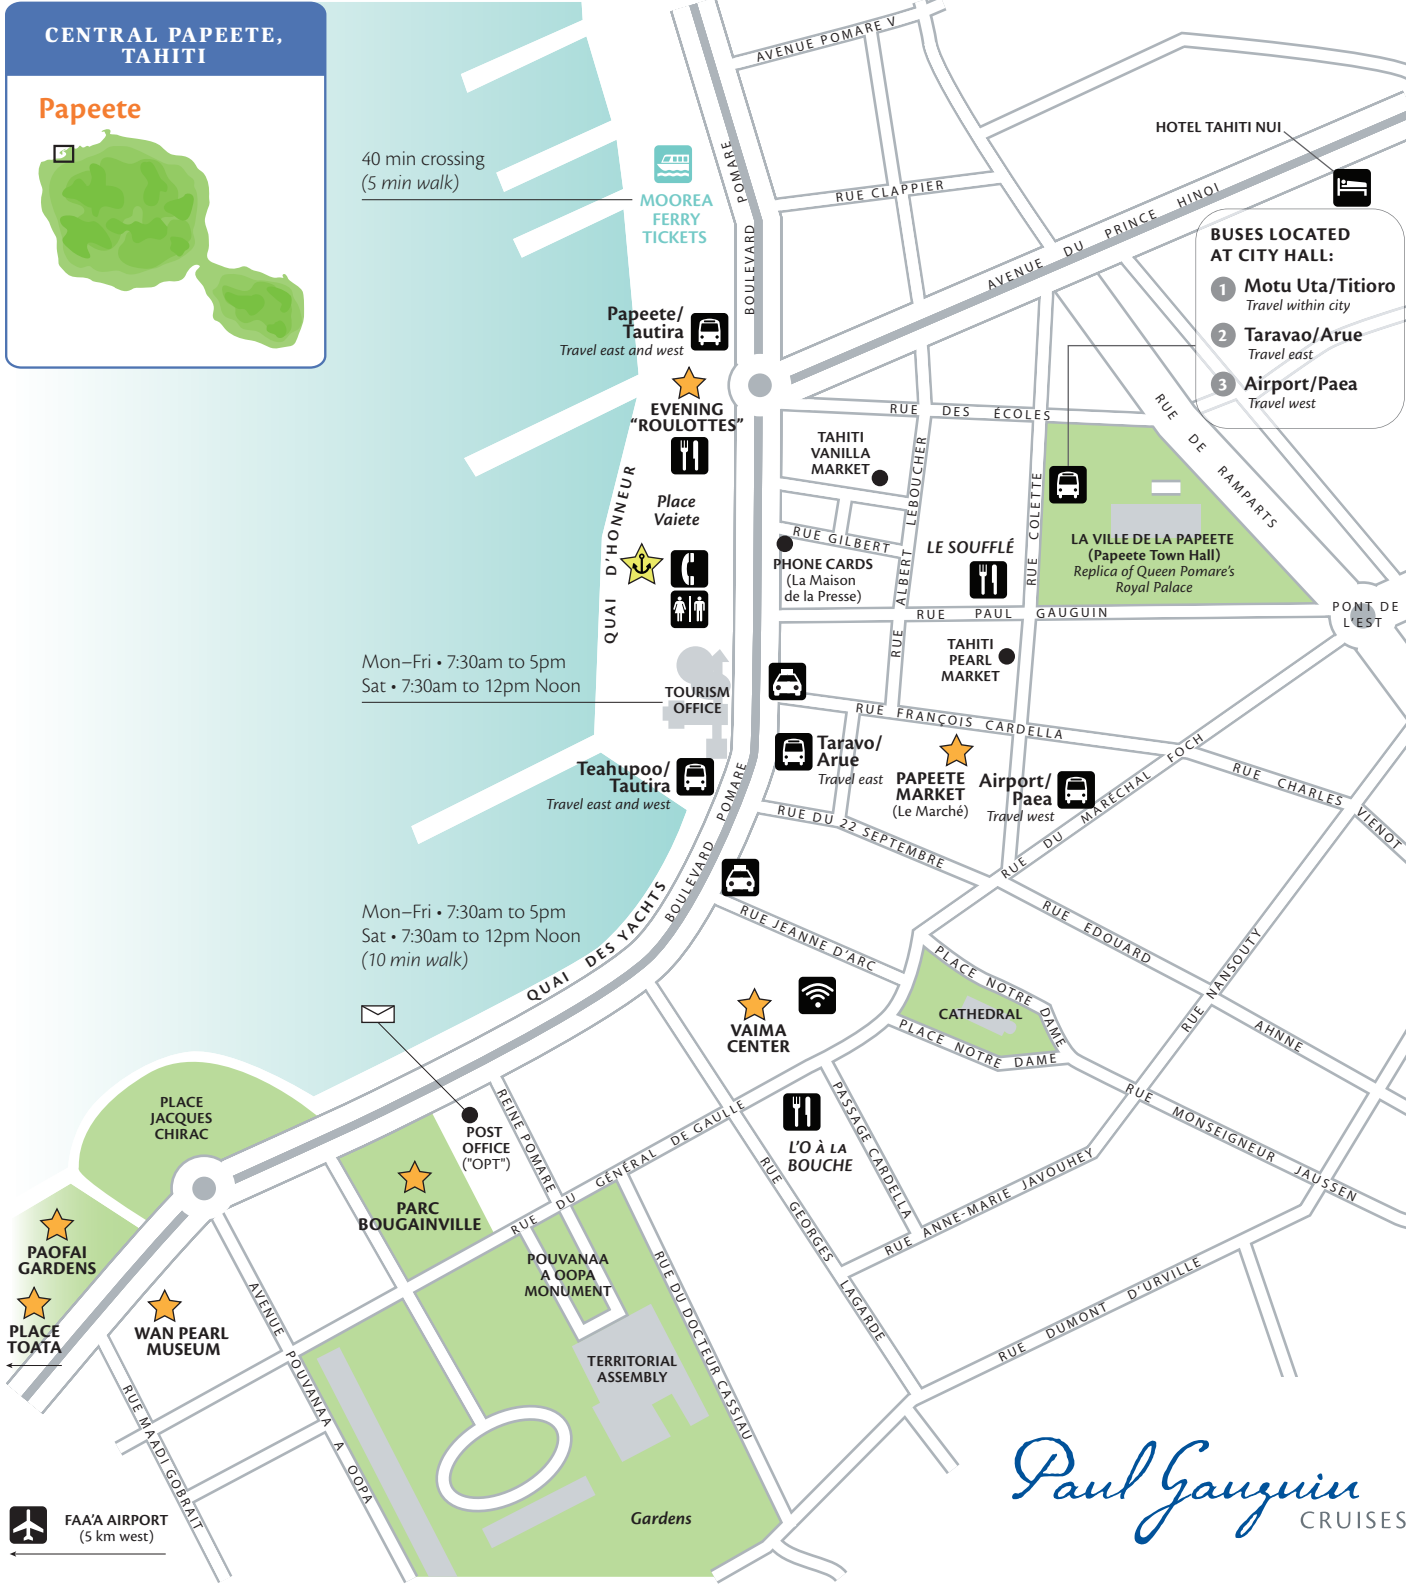 CENTRAL PAPEETE,
TAHITI
Papeete
40 min crossing
(5 min walk)
MOOREA
FERRY
TICKETS
AVENUE POMARE V
POMARE
BOULEVARD
RUE CLAPPIER
HOTEL TAHITI NUI
AVENUE DU PRINCE HINOI
BUSES LOCATED
AT CITY HALL:
1 Motu Uta/Titioro
Travel within city
2 Taravao/Arue
Travel east
3 Airport/Paea
Travel west
Papeete/
Tautira
Travel east and west
EVENING
“ROULOTTES”
Place
Vaiete
QUAI D'HONNEUR
RUE DES ÉCOLES
TAHITI
VANILLA
MARKET
RUE ALBERT LEBOUCHER
RUE COLETTE
RUE DE RAMPARTS
RUE GILBERT
PHONE CARDS
(La Maison
de la Presse)
LE SOUFFLÉ
LA VILLE DE LA PAPEETE
(Papeete Town Hall)
Replica of Queen Pomare's
Royal Palace
RUE PAUL GAUGUIN
PONT DE
L'EST
TAHITI
PEARL
MARKET
Mon–Fri • 7:30am to 5pm
Sat • 7:30am to 12pm Noon
TOURISM
OFFICE
RUE FRANÇOIS CARDELLA
Taravo/
Arue
Travel east
PAPEETE
MARKET
(Le Marché)
Airport/
Paea
Travel west
RUE DU MARÉCHAL FOCH
RUE CHARLES VIENOT
Teahupoo/
Tautira
Travel east and west
BOULEVARD POMARE
RUE DU 22 SEPTEMBRE
RUE EDOUARD AHNNE
RUE NANSOUTY
Mon–Fri • 7:30am to 5pm
Sat • 7:30am to 12pm Noon
(10 min walk)
QUAI DES YACHTS
RUE JEANNE D'ARC
VAIMA
CENTER
PLACE NOTRE DAME
CATHEDRAL
PLACE NOTRE DAME
RUE MONSEIGNEUR JAUSSEN
PLACE
JACQUES
CHIRAC
POST
OFFICE
("OPT")
REINE POMARE
RUE DU GÉNÉRAL DE GAULLE
L'O À LA
BOUCHE
PASSAGE CARDELLA
RUE GEORGES LAGARDE
RUE ANNE-MARIE JAVOUHEY
RUE DUMONT D'URVILLE
PARC
BOUGAINVILLE
PAOFAI
GARDENS
PLACE
TOATA
WAN PEARL
MUSEUM
AVENUE POUVANAA A OOPA
POUVANAA
A OOPA
MONUMENT
TERRITORIAL
ASSEMBLY
RUE DU DOCTEUR CASSIAU
RUE MAADI GOBRAIT
Gardens
FAA'A AIRPORT
(5 km west)
Paul Gauguin
CRUISES